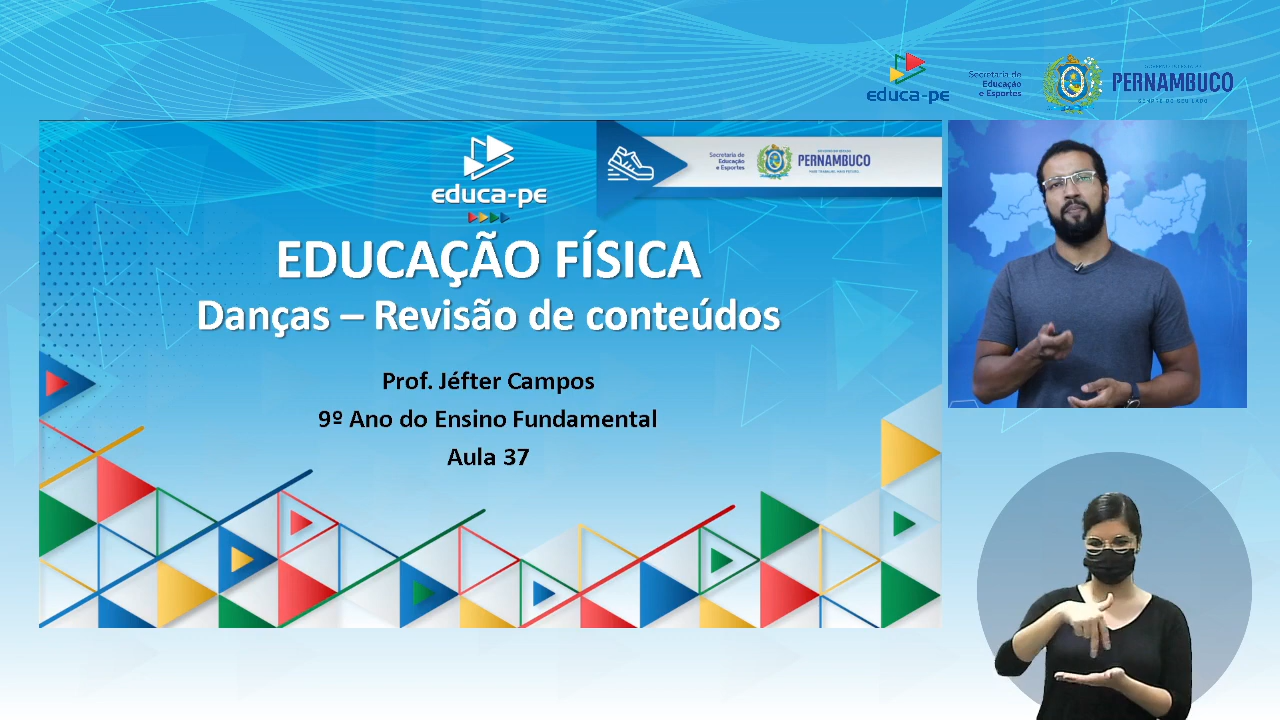 educa-pe
Secretaria de
Educação
e Esportes
PERNAMBUCO
educa-pe
Secretaria de
Educação
e Esportes
PERNAMBUCO
EDUCAÇÃO FÍSICA
Danças – Revisão de conteúdos
Prof. Jéfter Campos
9º Ano do Ensino Fundamental
Aula 37